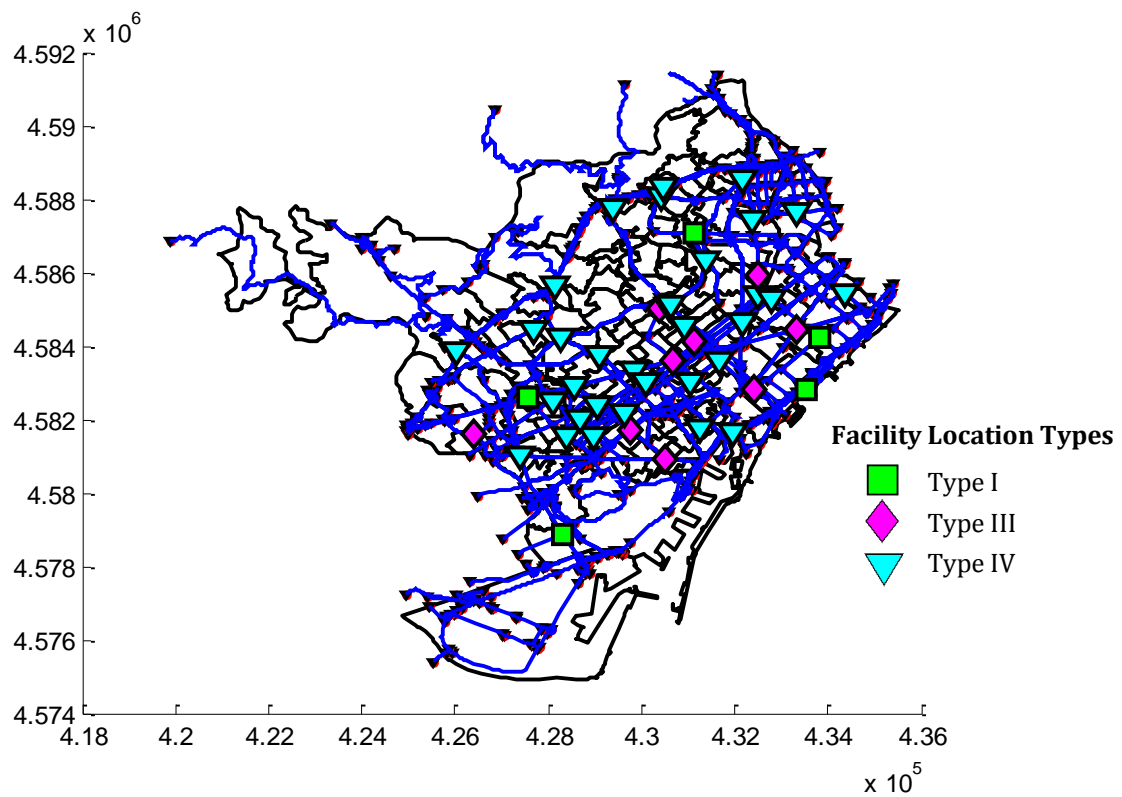 x 10^6
4.592
4.59
4.588
4.586
4.584
4.582
4.58
4.578
4.576
4.574
4.18 4.2 4.22 4.24 4.26 4.28 4.3 4.32 4.34 4.36
x 10^5
Facility Location Types
Type I
Type III
Type IV